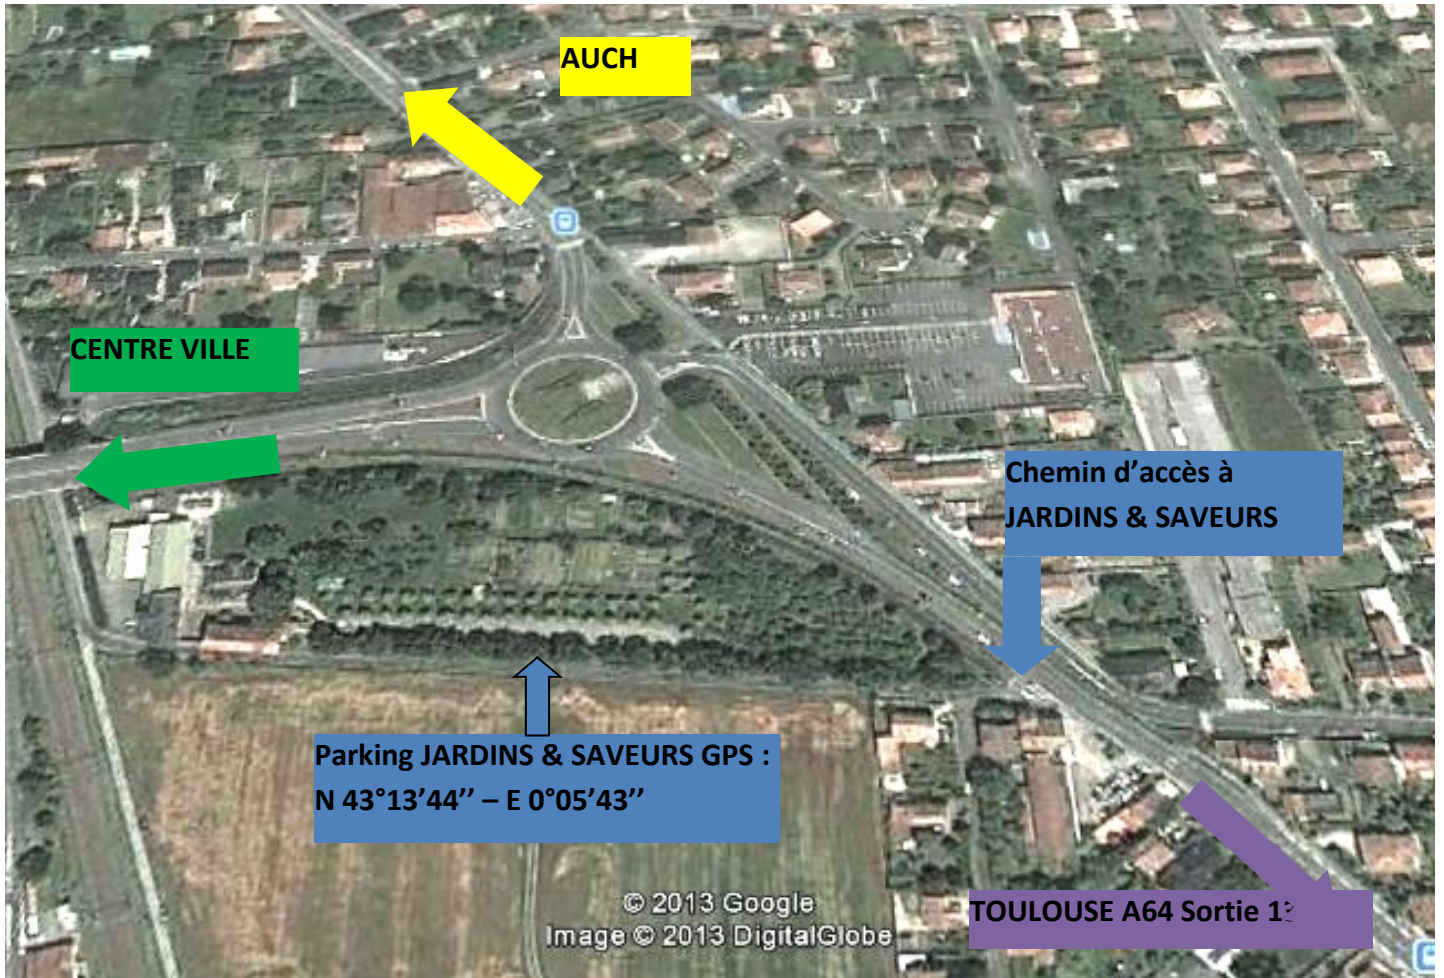 AUCH
CENTRE VILLE
Chemin d’accès à
JARDINS & SAVEURS
Parking JARDINS & SAVEURS GPS :
N 43°13’44’’ – E 0°05’43’’
© 2013 Google
Image © 2013 DigitalGlobe
TOULOUSE A64 Sortie